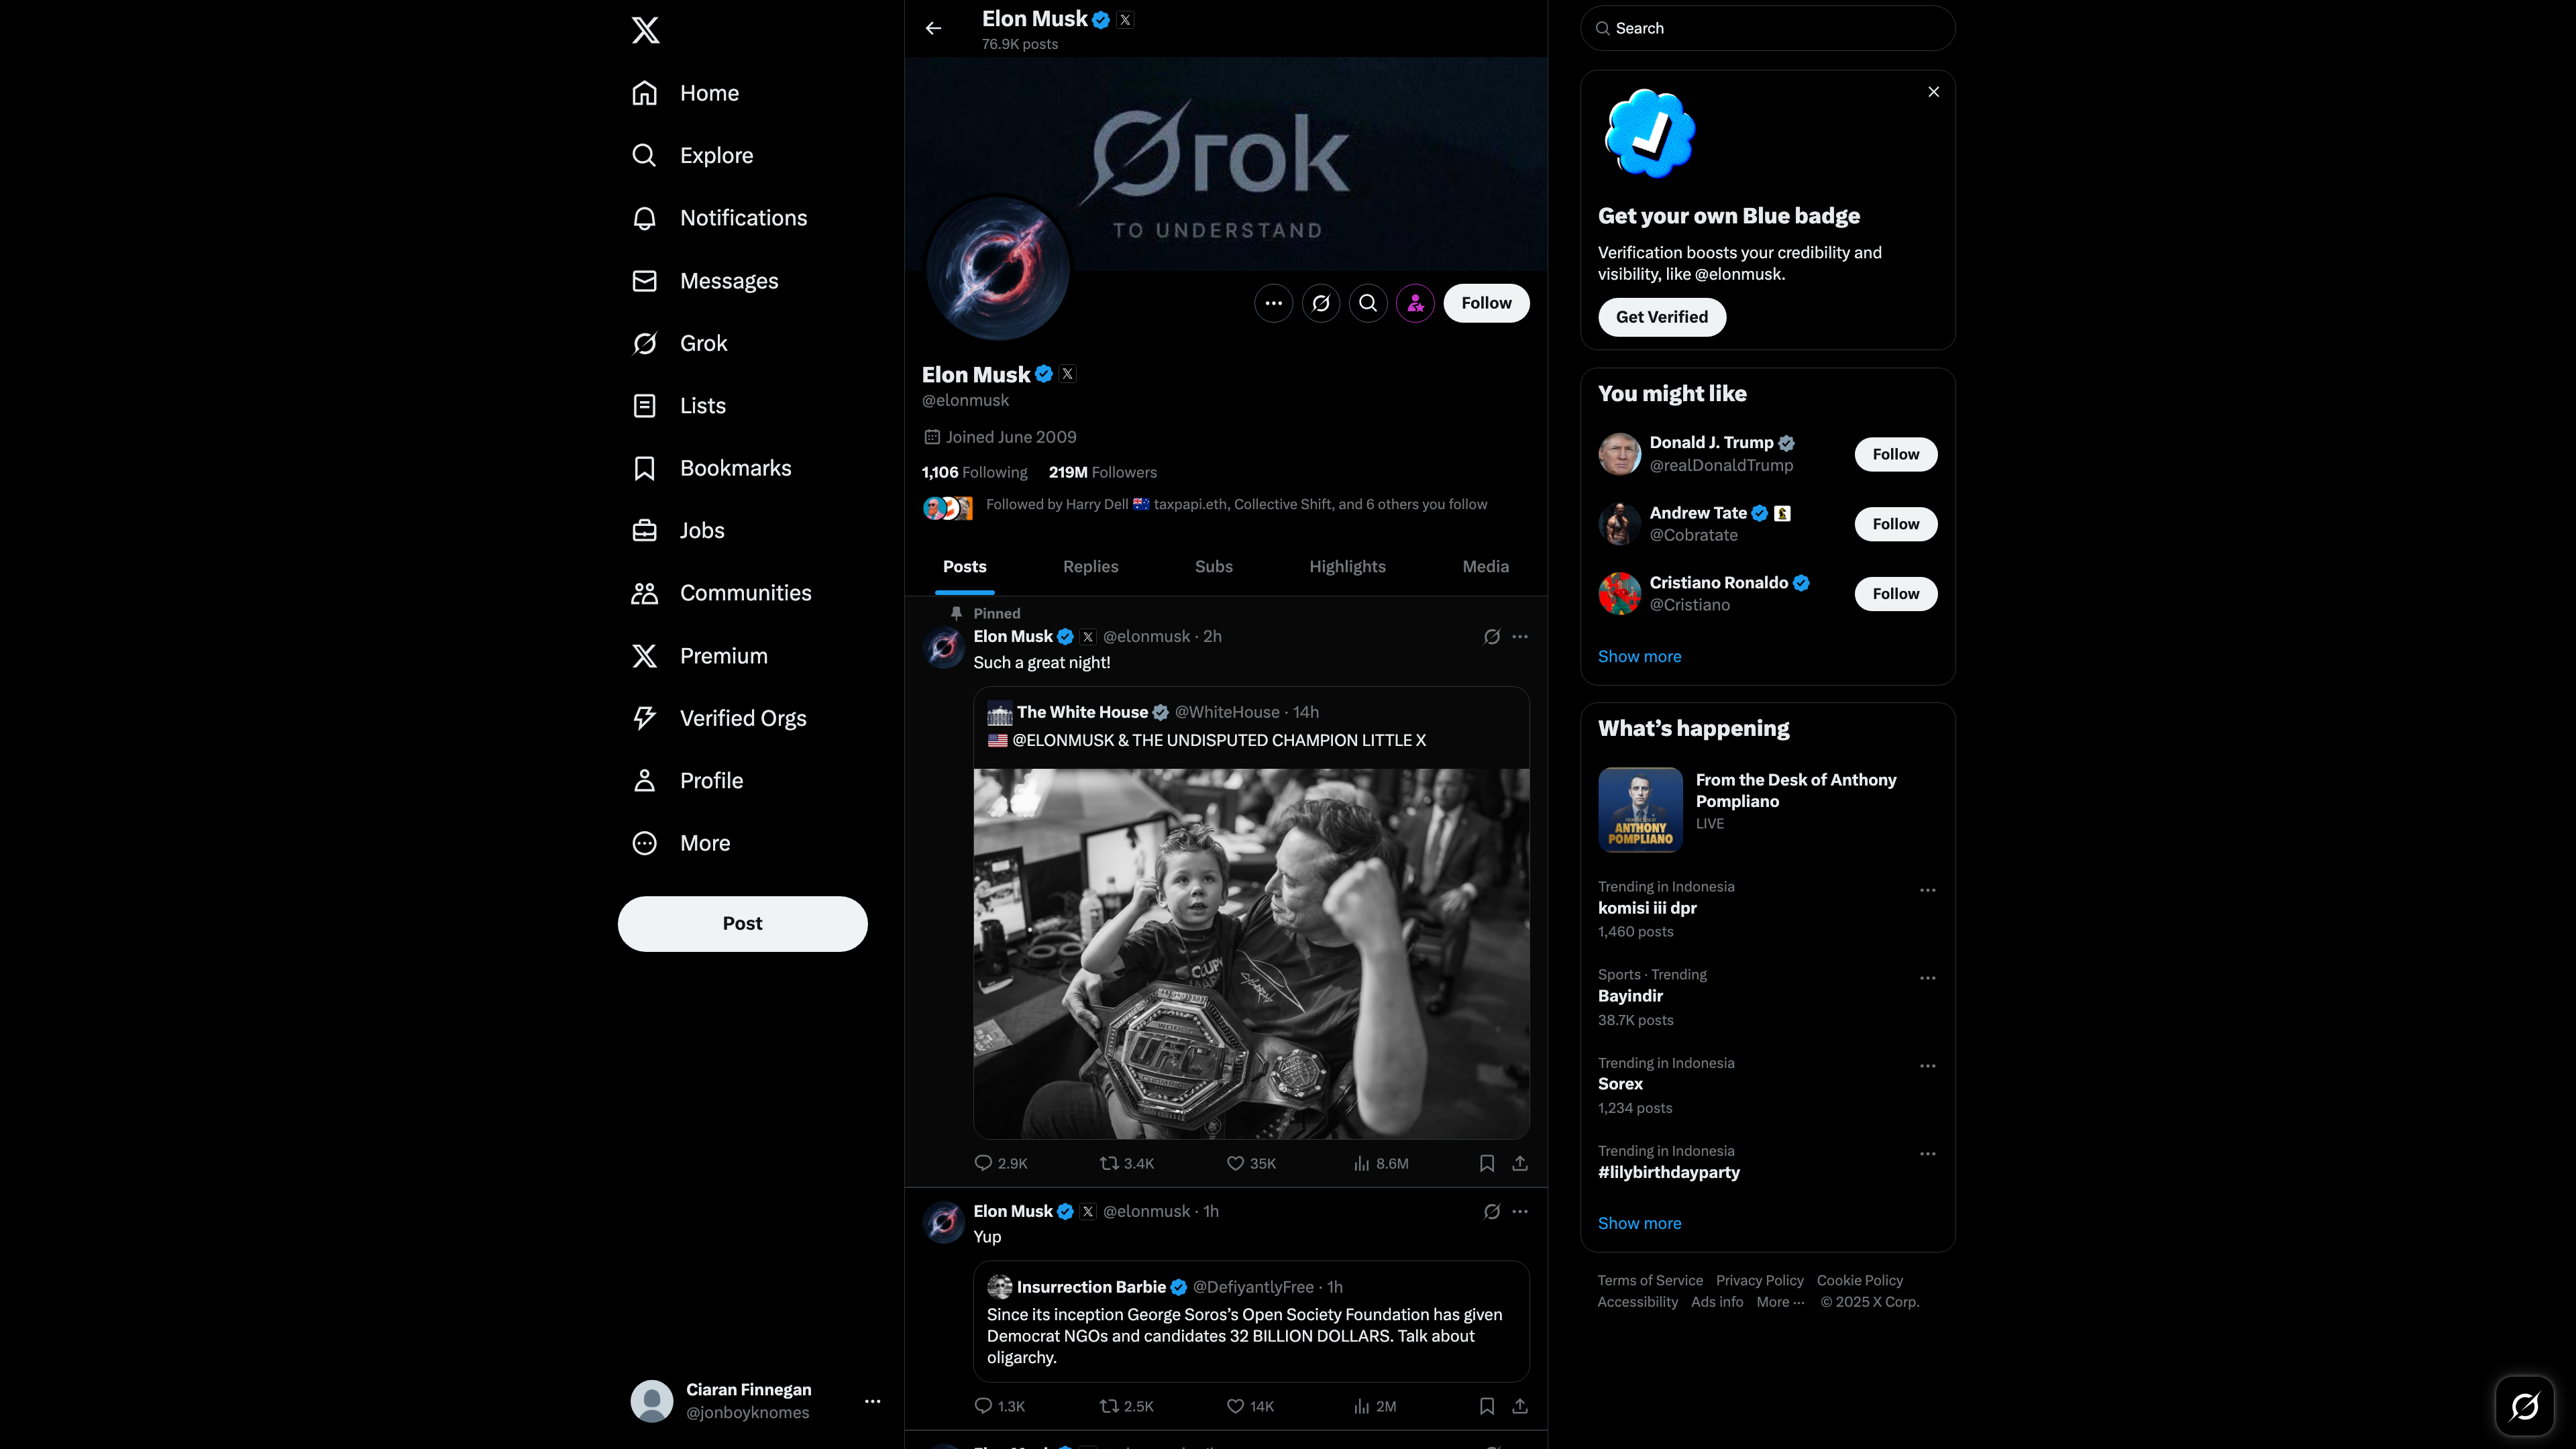 Home
Explore
Notifications
Messages
Grok
Lists
Bookmarks
Jobs
Communities
Premium
Verified Orgs
Profile
More
Post
Ciaran Finnegan
@jonboyknomes
Elon Musk
76.9K posts
Grok
TO UNDERSTAND
Follow
Elon Musk
@elonmusk
Joined June 2009
1,106 Following 219M Followers
Followed by Harry Dell 🇦🇺 taxpapi.eth, Collective Shift, and 6 others you follow
Posts Replies Subs Highlights Media
Pinned
Elon Musk @elonmusk · 2h
Such a great night!
The White House @WhiteHouse · 14h
🇺🇸 @ELONMUSK & THE UNDISPUTED CHAMPION LITTLE X
UFC
2.9K 3.4K 35K 8.6M
Elon Musk @elonmusk · 1h
Yup
Insurrection Barbie @DefiyantlyFree · 1h
Since its inception George Soros’s Open Society Foundation has given
Democrat NGOs and candidates 32 BILLION DOLLARS. Talk about
oligarchy.
1.3K 2.5K 14K 2M
Search
Get your own Blue badge
Verification boosts your credibility and
visibility, like @elonmusk.
Get Verified
You might like
Donald J. Trump
@realDonaldTrump
Follow
Andrew Tate
@Cobratate
Follow
Cristiano Ronaldo
@Cristiano
Follow
Show more
What’s happening
From the Desk of Anthony
Pompliano
LIVE
ANTHONY
POMPLIANO
Trending in Indonesia
komisi iii dpr
1,460 posts
Sports · Trending
Bayindir
38.7K posts
Trending in Indonesia
Sorex
1,234 posts
Trending in Indonesia
#lilybirthdayparty
Show more
Terms of Service Privacy Policy Cookie Policy
Accessibility Ads info More ··· © 2025 X Corp.